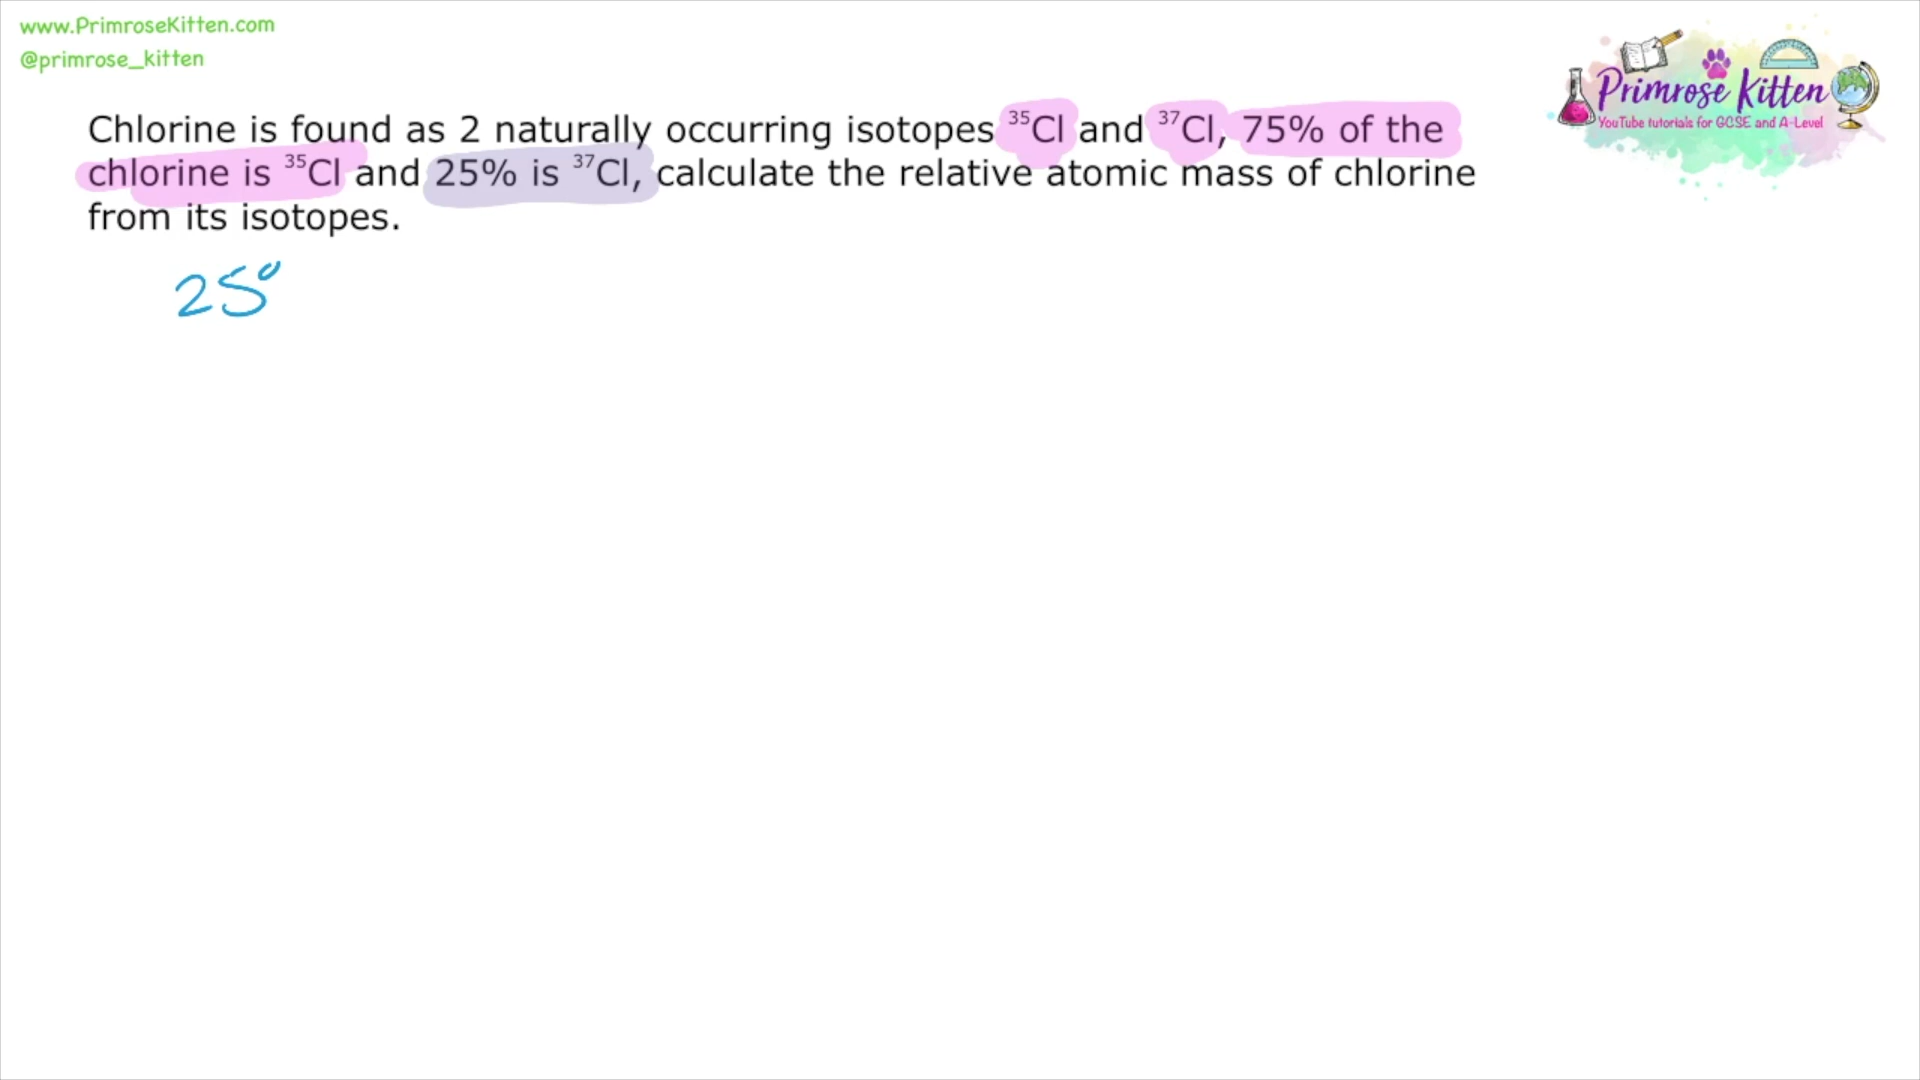 www.PrimroseKitten.com
@primrose_kitten
Primrose Kitten
YouTube tutorials for GCSE and A-Level
Chlorine is found as 2 naturally occurring isotopes ³⁵Cl and ³⁷Cl, 75% of the
chlorine is ³⁵Cl and 25% is ³⁷Cl, calculate the relative atomic mass of chlorine
from its isotopes.
25°